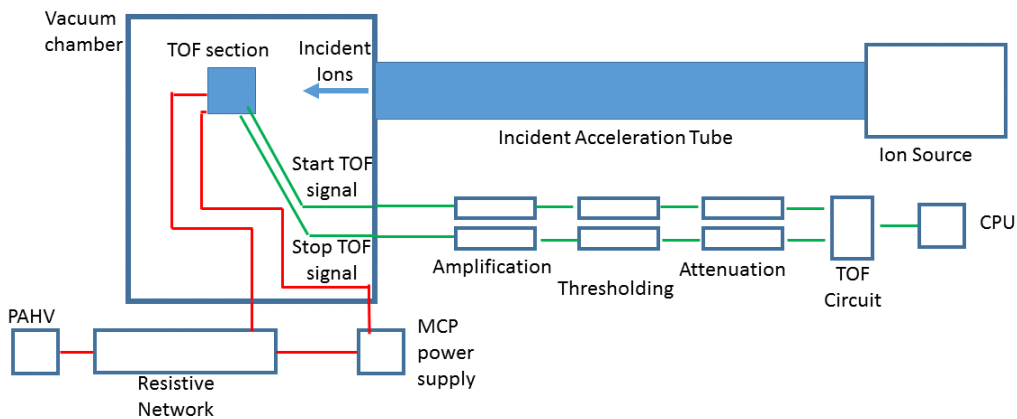 Vacuum
chamber
TOF section
Incident
Ions
Incident Acceleration Tube
Ion Source
Start TOF
signal
Stop TOF
signal
Amplification
Thresholding
Attenuation
TOF
Circuit
CPU
PAHV
Resistive
Network
MCP
power
supply